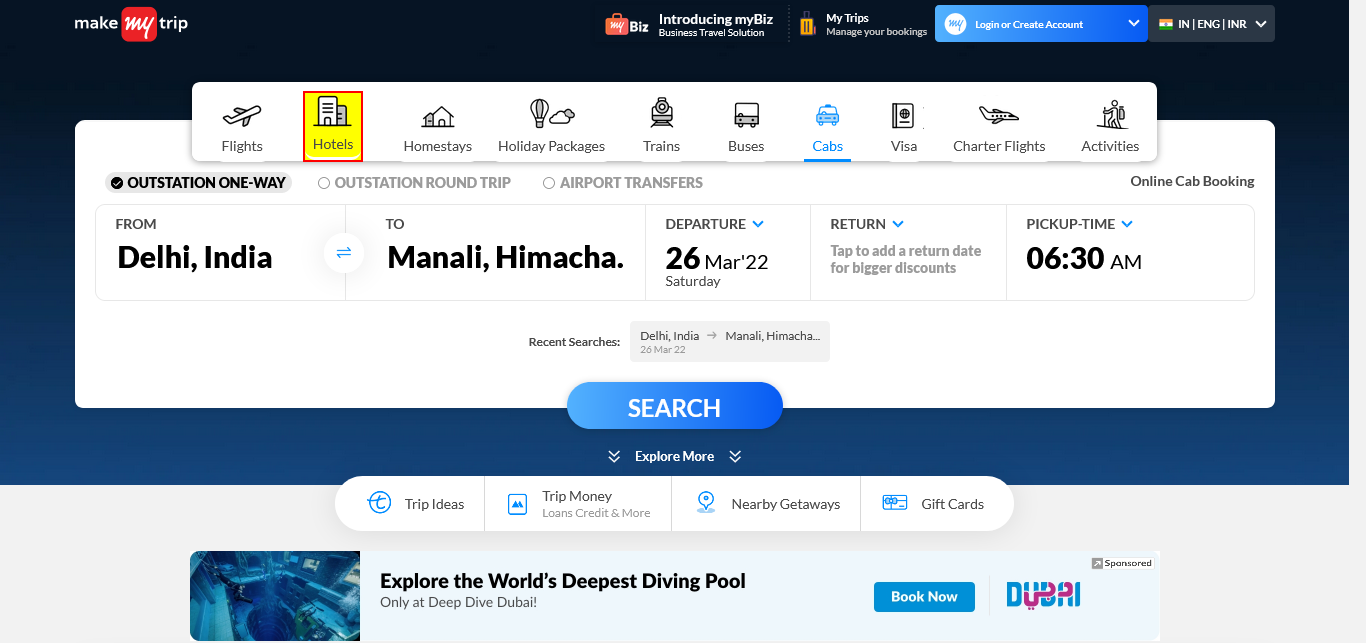 make my trip
my Biz
Introducing myBiz
Business Travel Solution
My Trips
Manage your bookings
my
Login or Create Account
IN | ENG | INR
Flights
Hotels
Homestays
Holiday Packages
Trains
Buses
Cabs
Visa
Charter Flights
Activities
OUTSTATION ONE-WAY
OUTSTATION ROUND TRIP
AIRPORT TRANSFERS
Online Cab Booking
FROM
Delhi, India
TO
Manali, Himacha.
DEPARTURE
26 Mar'22
Saturday
RETURN
Tap to add a return date
for bigger discounts
PICKUP-TIME
06:30 AM
Recent Searches:
Delhi, India → Manali, Himacha...
26 Mar 22
SEARCH
Explore More
Trip Ideas
Trip Money
Loans Credit & More
Nearby Getaways
Gift Cards
Sponsored
Explore the World's Deepest Diving Pool
Only at Deep Dive Dubai!
Book Now
DUBAI